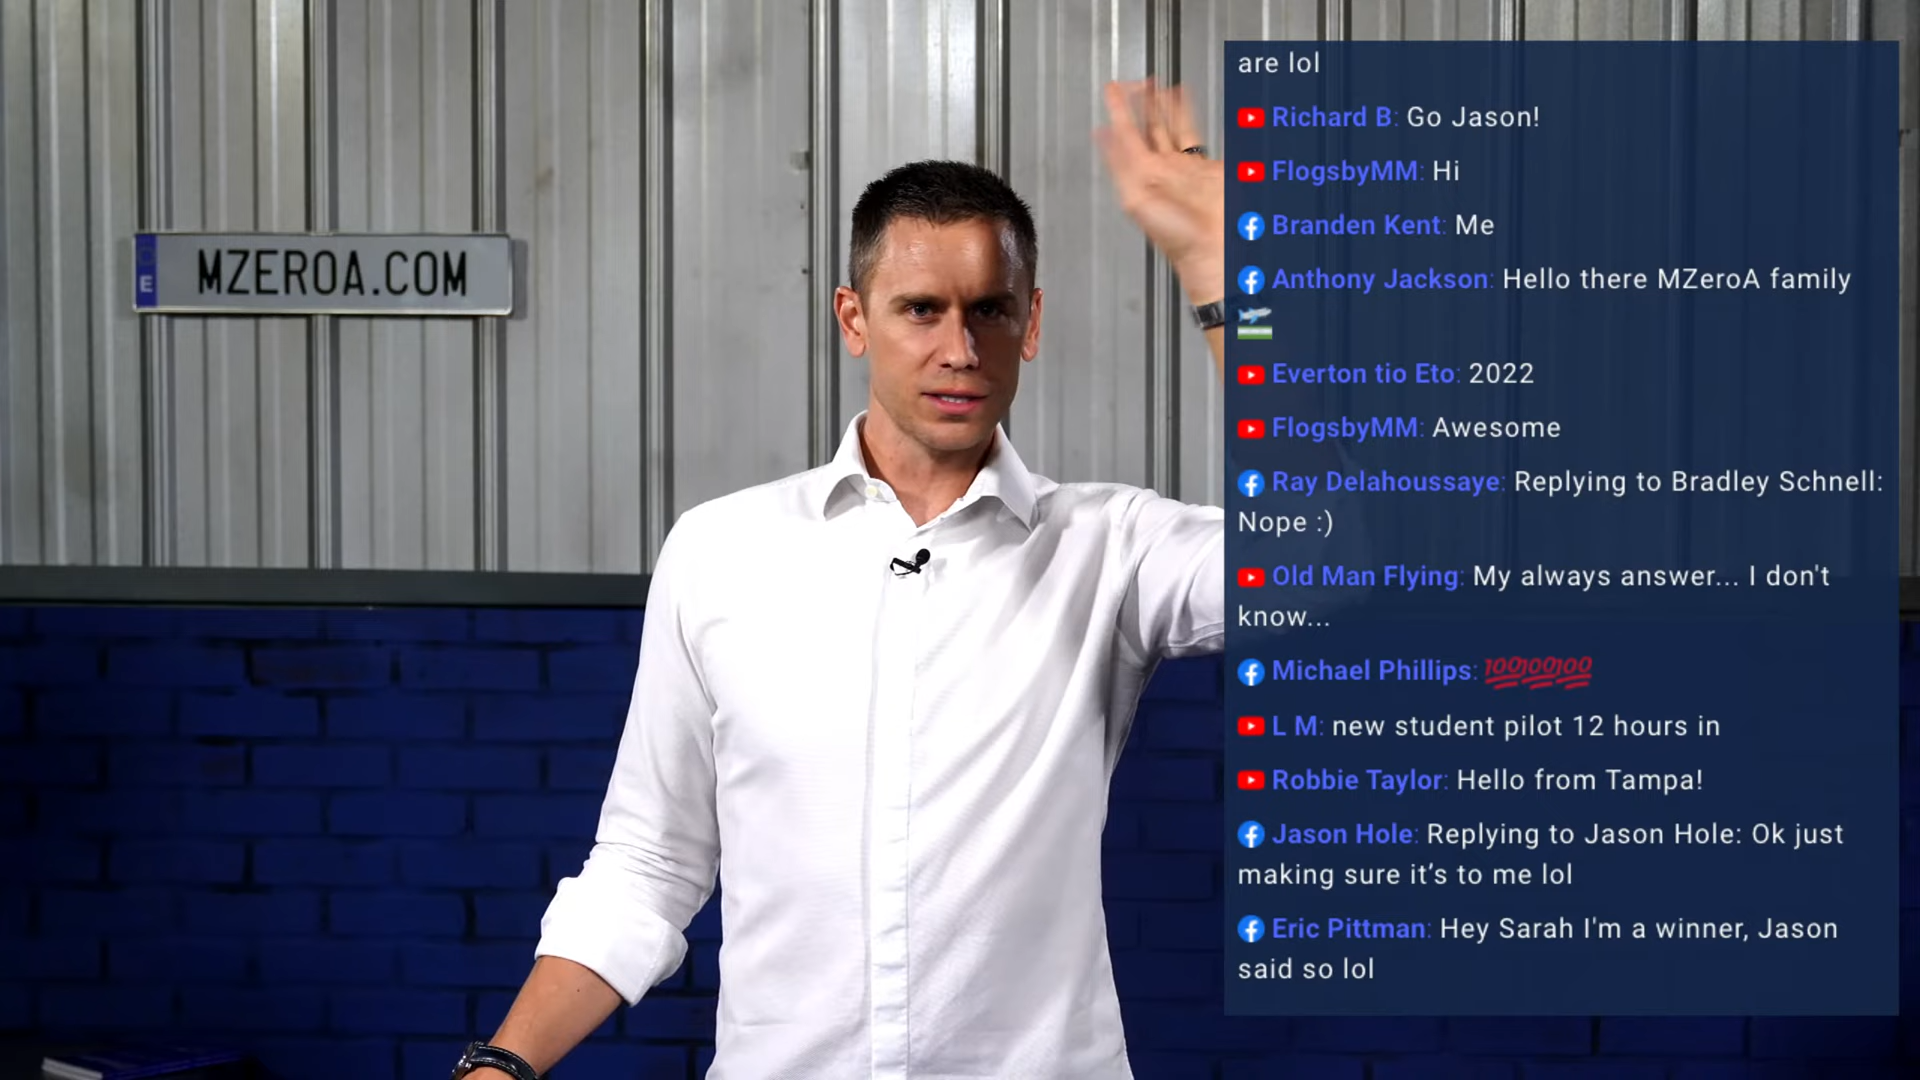 E
MZEROA.COM
are lol
Richard B: Go Jason!
FlogsbyMM: Hi
Branden Kent: Me
Anthony Jackson: Hello there MZeroA family
🛩
Everton tio Eto: 2022
FlogsbyMM: Awesome
Ray Delahoussaye: Replying to Bradley Schnell:
Nope :)
Old Man Flying: My always answer... I don't
know...
Michael Phillips: 💯💯💯
L M: new student pilot 12 hours in
Robbie Taylor: Hello from Tampa!
Jason Hole: Replying to Jason Hole: Ok just
making sure it’s to me lol
Eric Pittman: Hey Sarah I'm a winner, Jason
said so lol